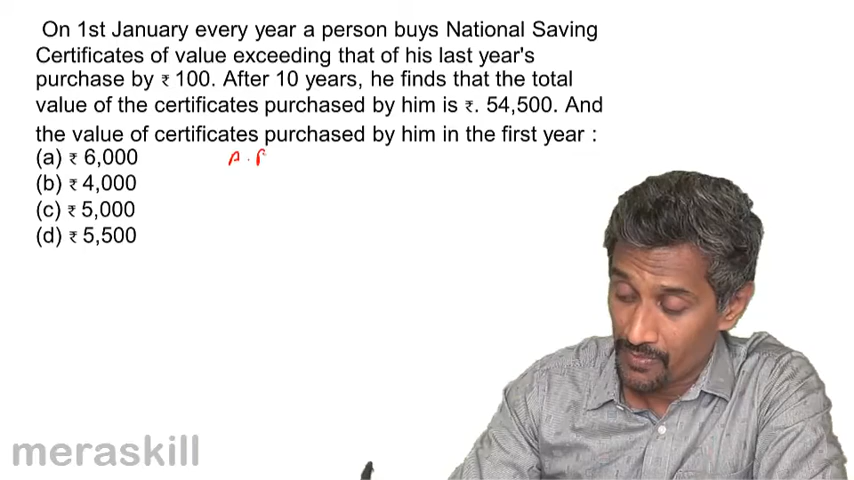 On 1st January every year a person buys National Saving
Certificates of value exceeding that of his last year's
purchase by ₹ 100. After 10 years, he finds that the total
value of the certificates purchased by him is ₹. 54,500. And
the value of certificates purchased by him in the first year :
(a) ₹ 6,000
A. P
(b) ₹ 4,000
(c) ₹ 5,000
(d) ₹ 5,500
meraskill